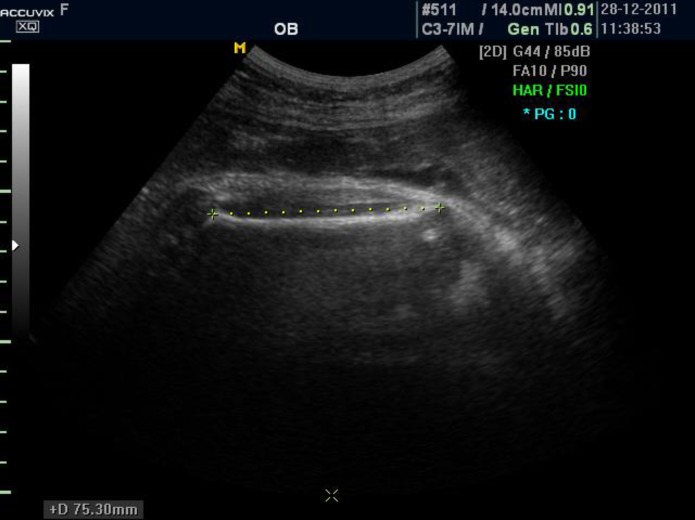 ACCUVIX F
XQ
OB
#511 / 14.0cm MI 0.91 28-12-2011
C3-7IM / Gen TIb 0.6 11:38:53
M
[2D] G44 / 85dB
FA10 / P90
HAR / FSI0
* PG : 0
+D 75.30mm